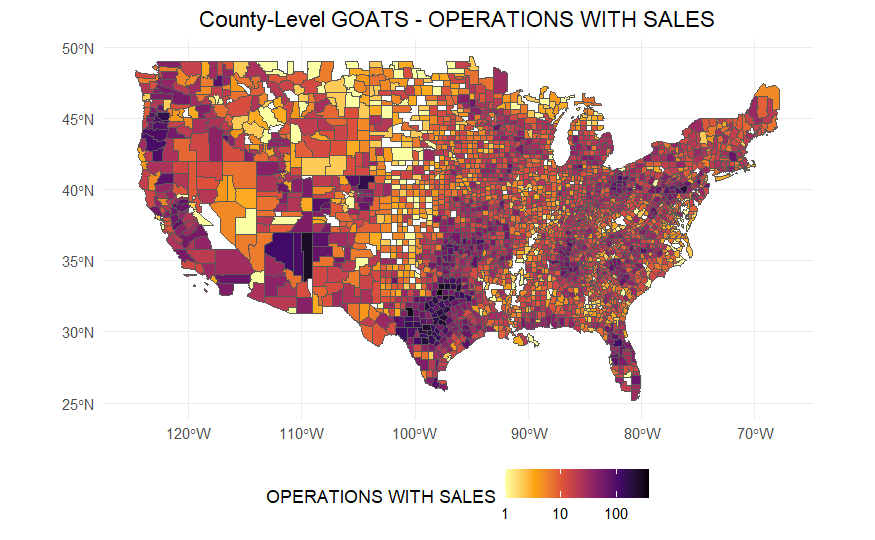 County-Level GOATS - OPERATIONS WITH SALES
50°N
45°N
40°N
35°N
30°N
25°N
120°W 110°W 100°W 90°W 80°W 70°W
OPERATIONS WITH SALES
1 10 100